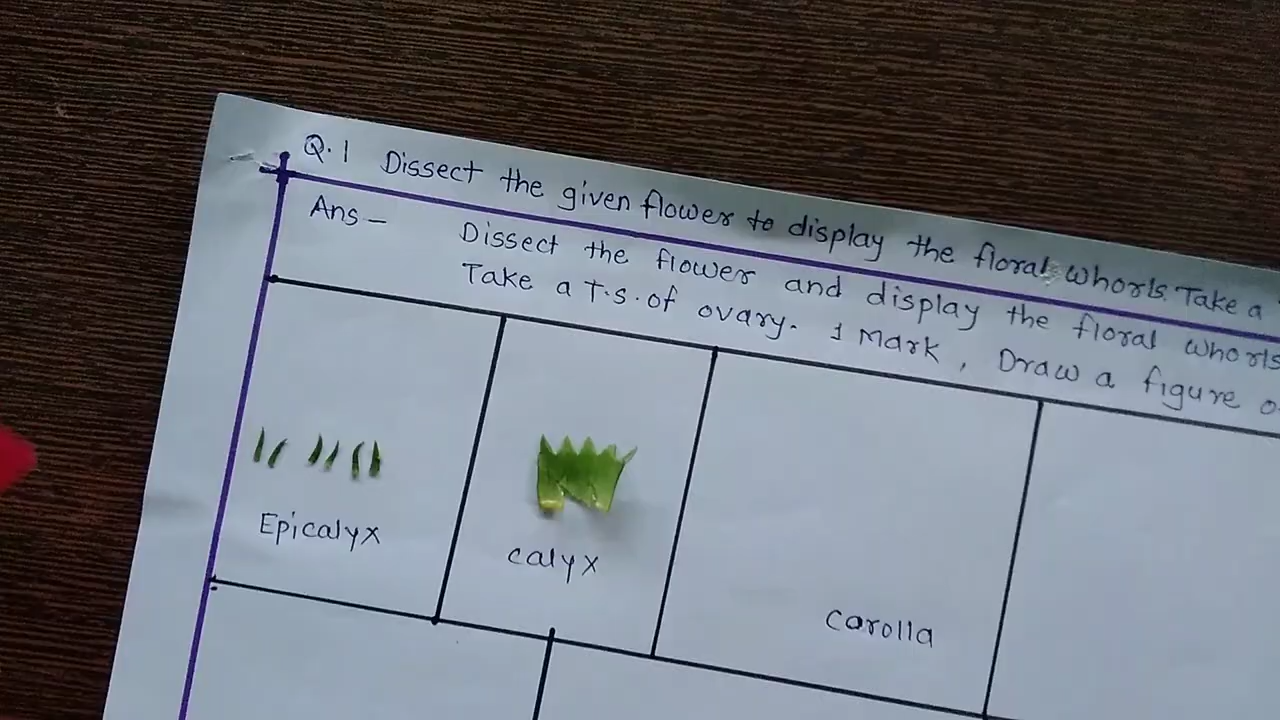 Q.1 Dissect the given flower to display the floral whorls. Take a
Ans - Dissect the flower and display the floral whorls
Take a T.S. of ovary. 1 Mark, Draw a figure
Epicalyx
calyx
Carolla